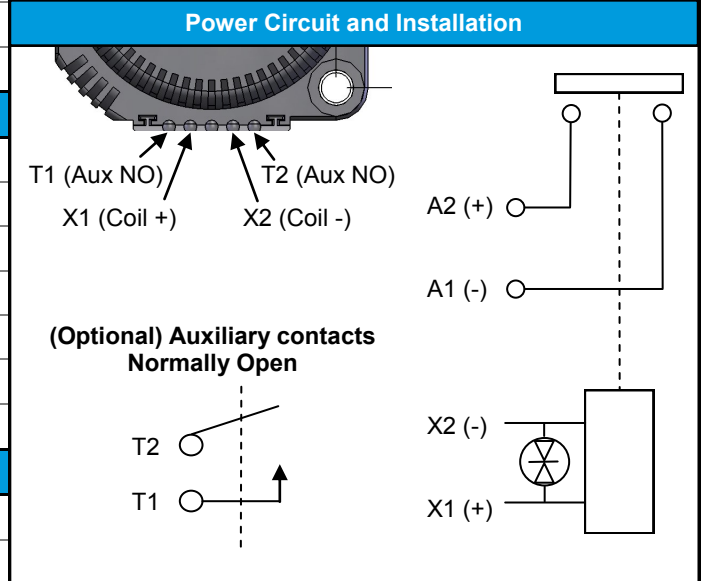 Power Circuit and Installation
T1 (Aux NO)
T2 (Aux NO)
X1 (Coil +)
X2 (Coil -)
A2 (+)
A1 (-)
(Optional) Auxiliary contacts
Normally Open
T2
T1
X2 (-)
X1 (+)